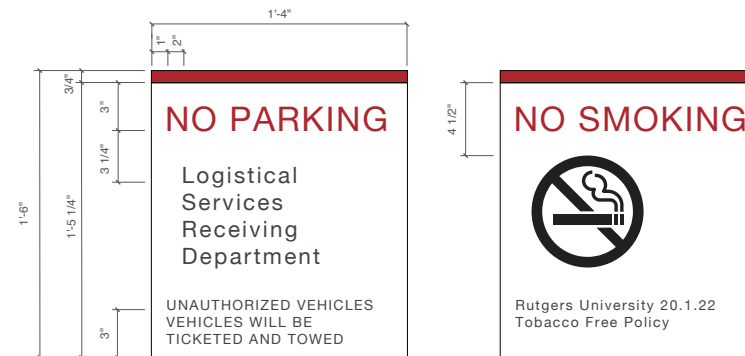 1'-4"
1"
2"
3/4"
3"
3 1/4"
1'-6"
1'-5 1/4"
3"
NO PARKING
Logistical
Services
Receiving
Department
UNAUTHORIZED VEHICLES
VEHICLES WILL BE
TICKETED AND TOWED
4 1/2"
NO SMOKING
Rutgers University 20.1.22
Tobacco Free Policy